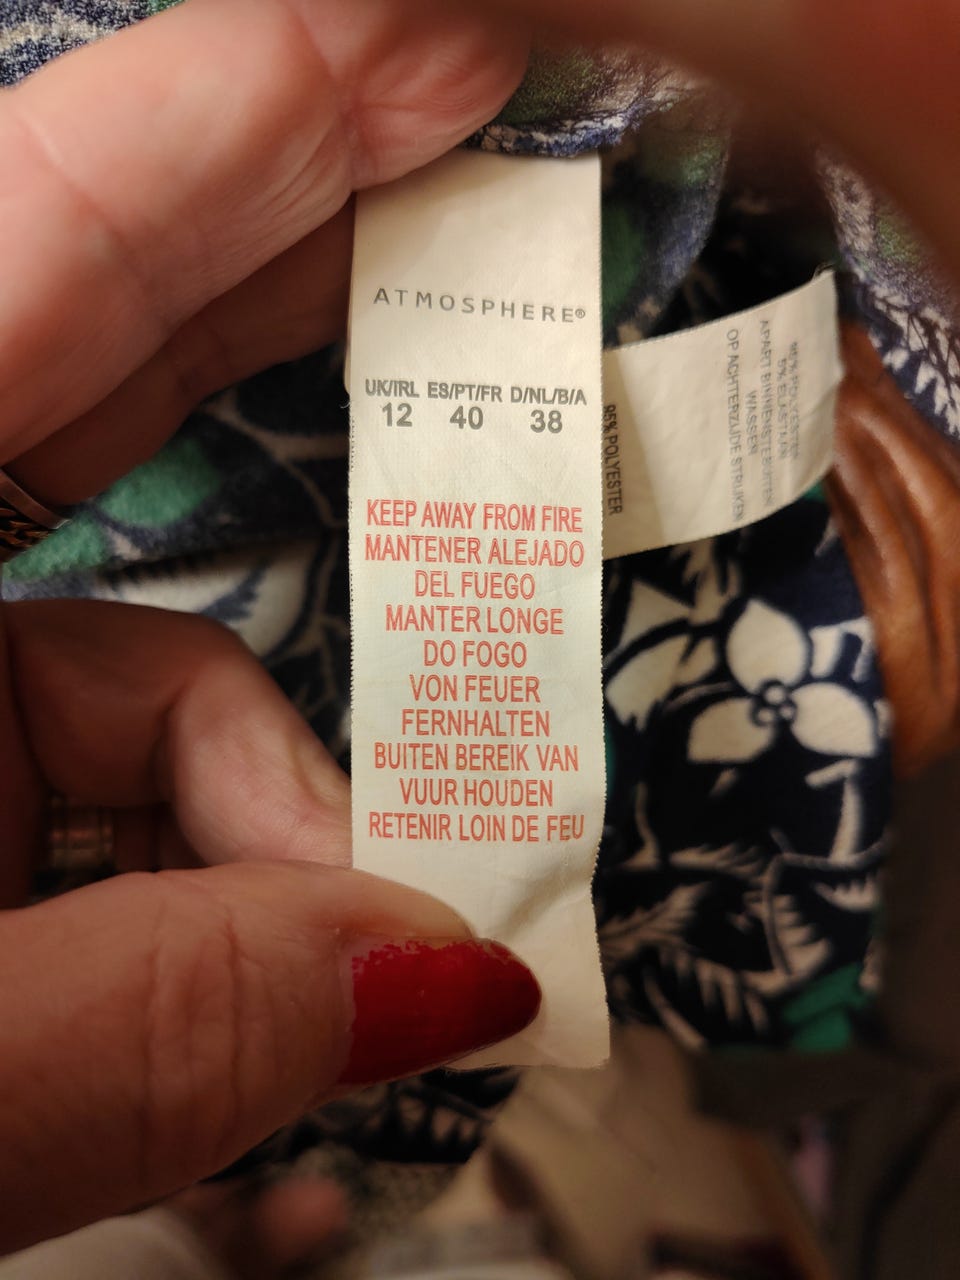 ATMOSPHERE®
UK/IRL ES/PT/FR D/NL/B/A
12 40 38
KEEP AWAY FROM FIRE
MANTENER ALEJADO
DEL FUEGO
MANTER LONGE
DO FOGO
VON FEUER
FERNHALTEN
BUITEN BEREIK VAN
VUUR HOUDEN
RETENIR LOIN DE FEU
95% POLYESTER
95% POLYESTER
5% ELASTAAN
APART BINNENSTEBUITEN
WASSEN
OP ACHTERZIJDE STRIJKEN